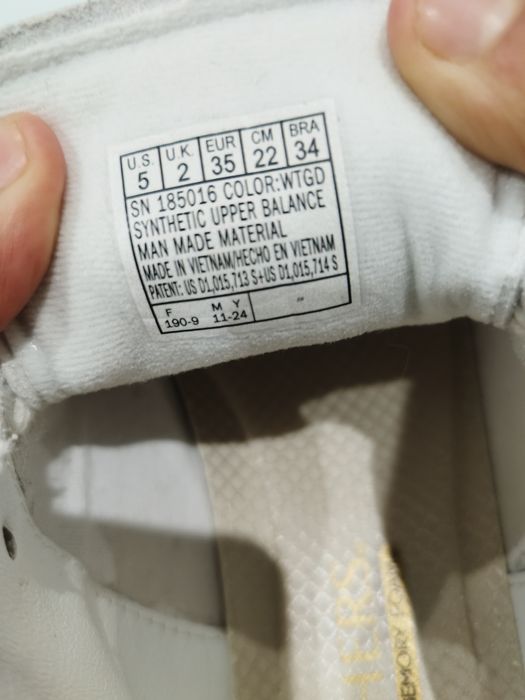 U.S. U.K. EUR CM BRA
5 2 35 22 34
SN 185016 COLOR:WTGD
SYNTHETIC UPPER BALANCE
MAN MADE MATERIAL
MADE IN VIETNAM/HECHO EN VIETNAM
PATENT: US D1,015,713 S+US D1,015,714 S
F M Y
190-9 11-24